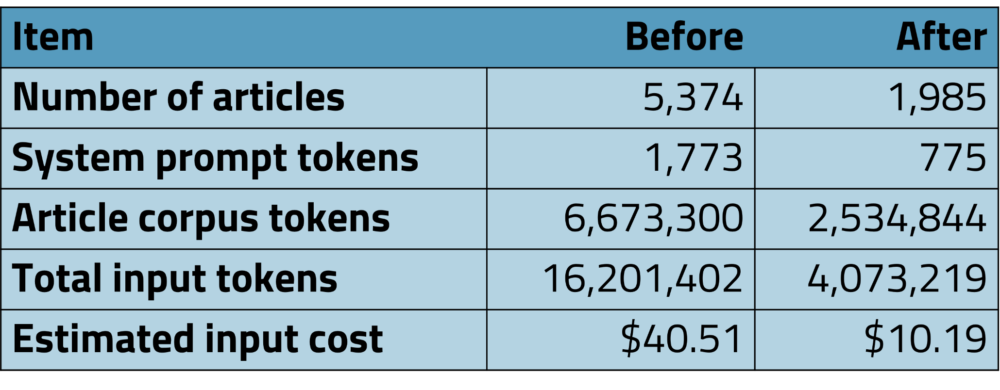 Item Before After
Number of articles 5,374 1,985
System prompt tokens 1,773 775
Article corpus tokens 6,673,300 2,534,844
Total input tokens 16,201,402 4,073,219
Estimated input cost $40.51 $10.19